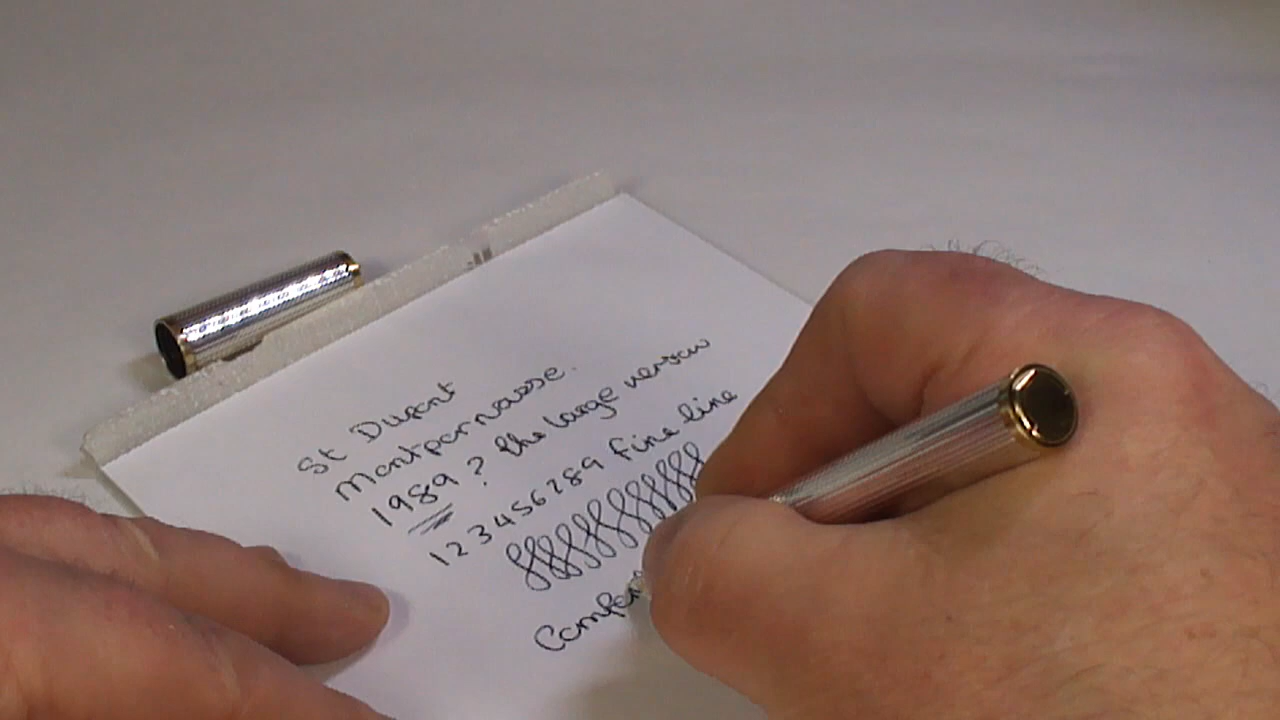 St Dupont
Montparnasse.
1989 ? the large version
123456789 fine line